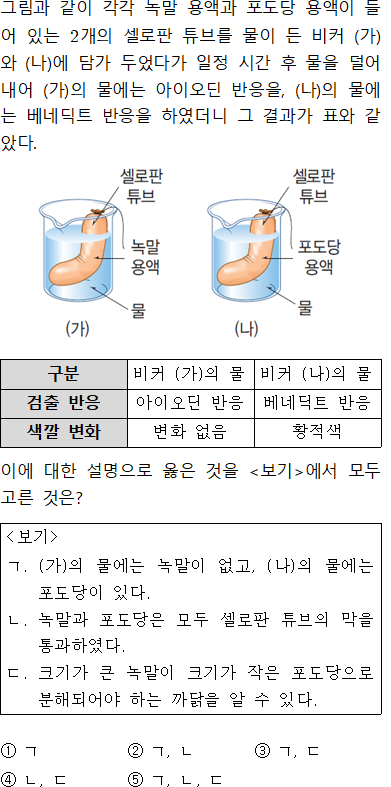 그림과 같이 각각 녹말 용액과 포도당 용액이 들
어 있는 2개의 셀로판 튜브를 물이 든 비커 (가)
와 (나)에 담가 두었다가 일정 시간 후 물을 덜어
내어 (가)의 물에는 아이오딘 반응을, (나)의 물에
는 베네딕트 반응을 하였더니 그 결과가 표와 같
았다.
셀로판 튜브
녹말 용액
물
(가)
셀로판 튜브
포도당 용액
물
(나)
구분 비커 (가)의 물 비커 (나)의 물
검출 반응 아이오딘 반응 베네딕트 반응
색깔 변화 변화 없음 황적색
이에 대한 설명으로 옳은 것을 <보기>에서 모두
고른 것은?
<보기>
ㄱ. (가)의 물에는 녹말이 없고, (나)의 물에는
포도당이 있다.
ㄴ. 녹말과 포도당은 모두 셀로판 튜브의 막을
통과하였다.
ㄷ. 크기가 큰 녹말이 크기가 작은 포도당으로
분해되어야 하는 까닭을 알 수 있다.
① ㄱ ② ㄱ, ㄴ ③ ㄱ, ㄷ
④ ㄴ, ㄷ ⑤ ㄱ, ㄴ, ㄷ